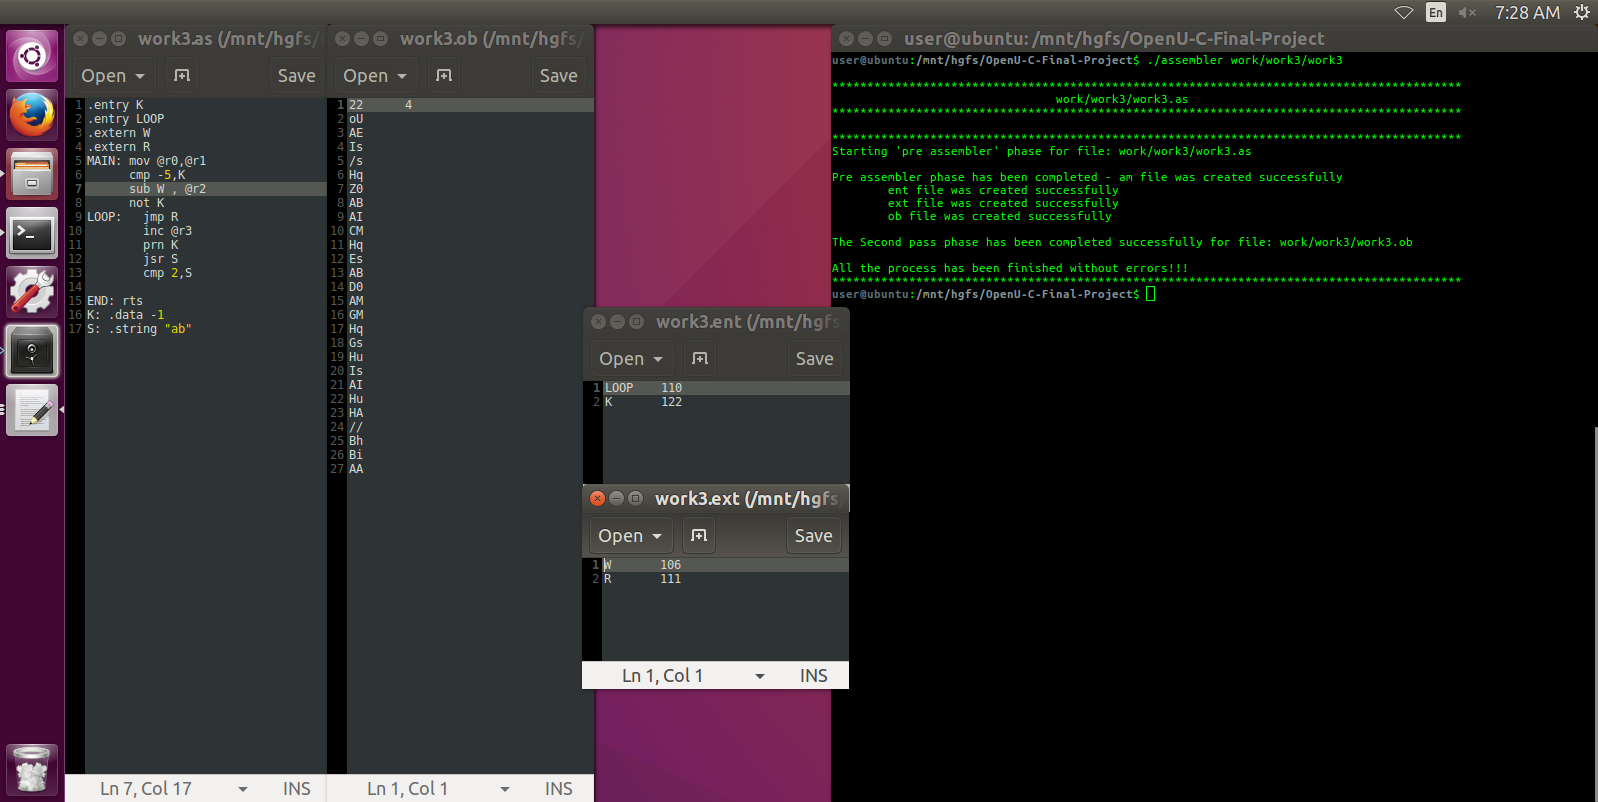 En 7:28 AM
work3.as (/mnt/hgfs/
Open Save
1 .entry K
2 .entry LOOP
3 .extern W
4 .extern R
5 MAIN: mov @r0,@r1
6 cmp -5,K
7 sub W , @r2
8 not K
9 LOOP: jmp R
10 inc @r3
11 prn K
12 jsr S
13 cmp 2,S
14
15 END: rts
16 K: .data -1
17 S: .string "ab"
Ln 7, Col 17 INS
work3.ob (/mnt/hgfs/
Open Save
1 22 4
2 oU
3 AE
4 Is
5 /s
6 Hq
7 Z0
8 AB
9 AI
10 CM
11 Hq
12 Es
13 AB
14 D0
15 AM
16 GM
17 Hq
18 Gs
19 Hu
20 Is
21 AI
22 Hu
23 HA
24 //
25 Bh
26 Bi
27 AA
Ln 1, Col 1 INS
work3.ent (/mnt/hgfs
Open Save
1 LOOP 110
2 K 122
work3.ext (/mnt/hgfs
Open Save
1 W 106
2 R 111
Ln 1, Col 1 INS
user@ubuntu: /mnt/hgfs/OpenU-C-Final-Project
user@ubuntu:/mnt/hgfs/OpenU-C-Final-Project$ ./assembler work/work3/work3
******************************************************************************************
work/work3/work3.as
******************************************************************************************
******************************************************************************************
Starting 'pre assembler' phase for file: work/work3/work3.as
Pre assembler phase has been completed - am file was created successfully
ent file was created successfully
ext file was created successfully
ob file was created successfully
The Second pass phase has been completed successfully for file: work/work3/work3.ob
All the process has been finished without errors!!!
******************************************************************************************
user@ubuntu:/mnt/hgfs/OpenU-C-Final-Project$